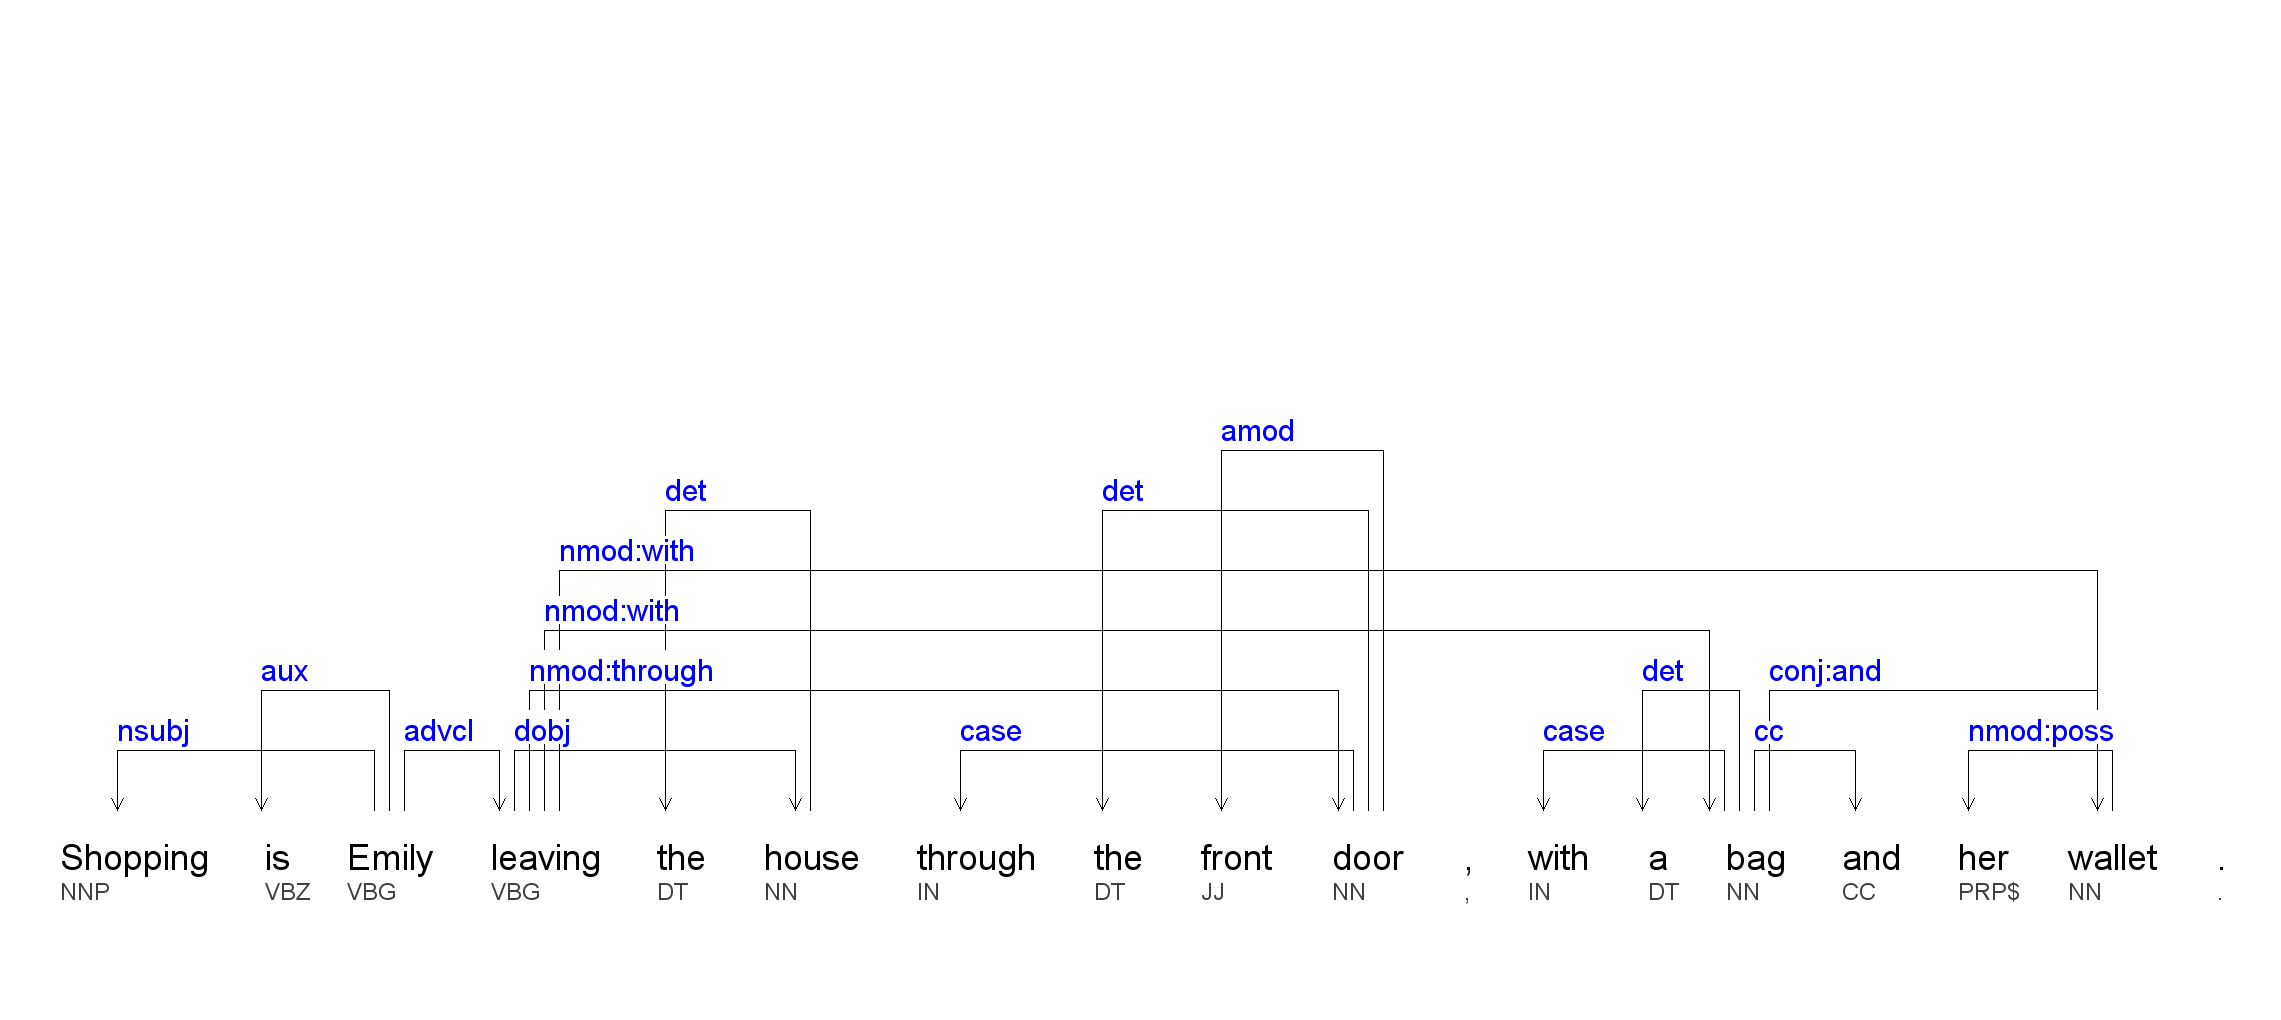 amod
det det
nmod:with
nmod:with
aux nmod:through det conj:and
nsubj advcl dobj case case cc nmod:poss
Shopping is Emily leaving the house through the front door , with a bag and her wallet .
NNP VBZ VBG VBG DT NN IN DT JJ NN , IN DT NN CC PRP$ NN .